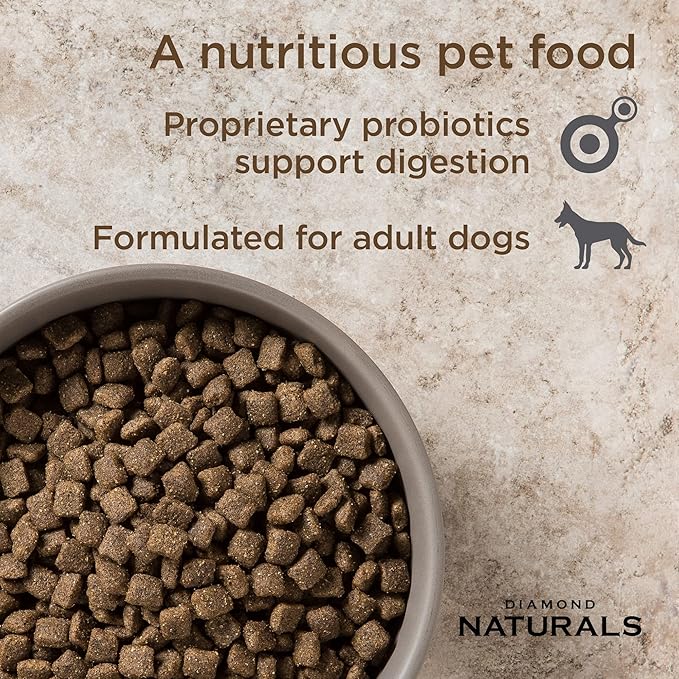 A nutritious pet food
Proprietary probiotics
support digestion
Formulated for adult dogs
DIAMOND
NATURALS